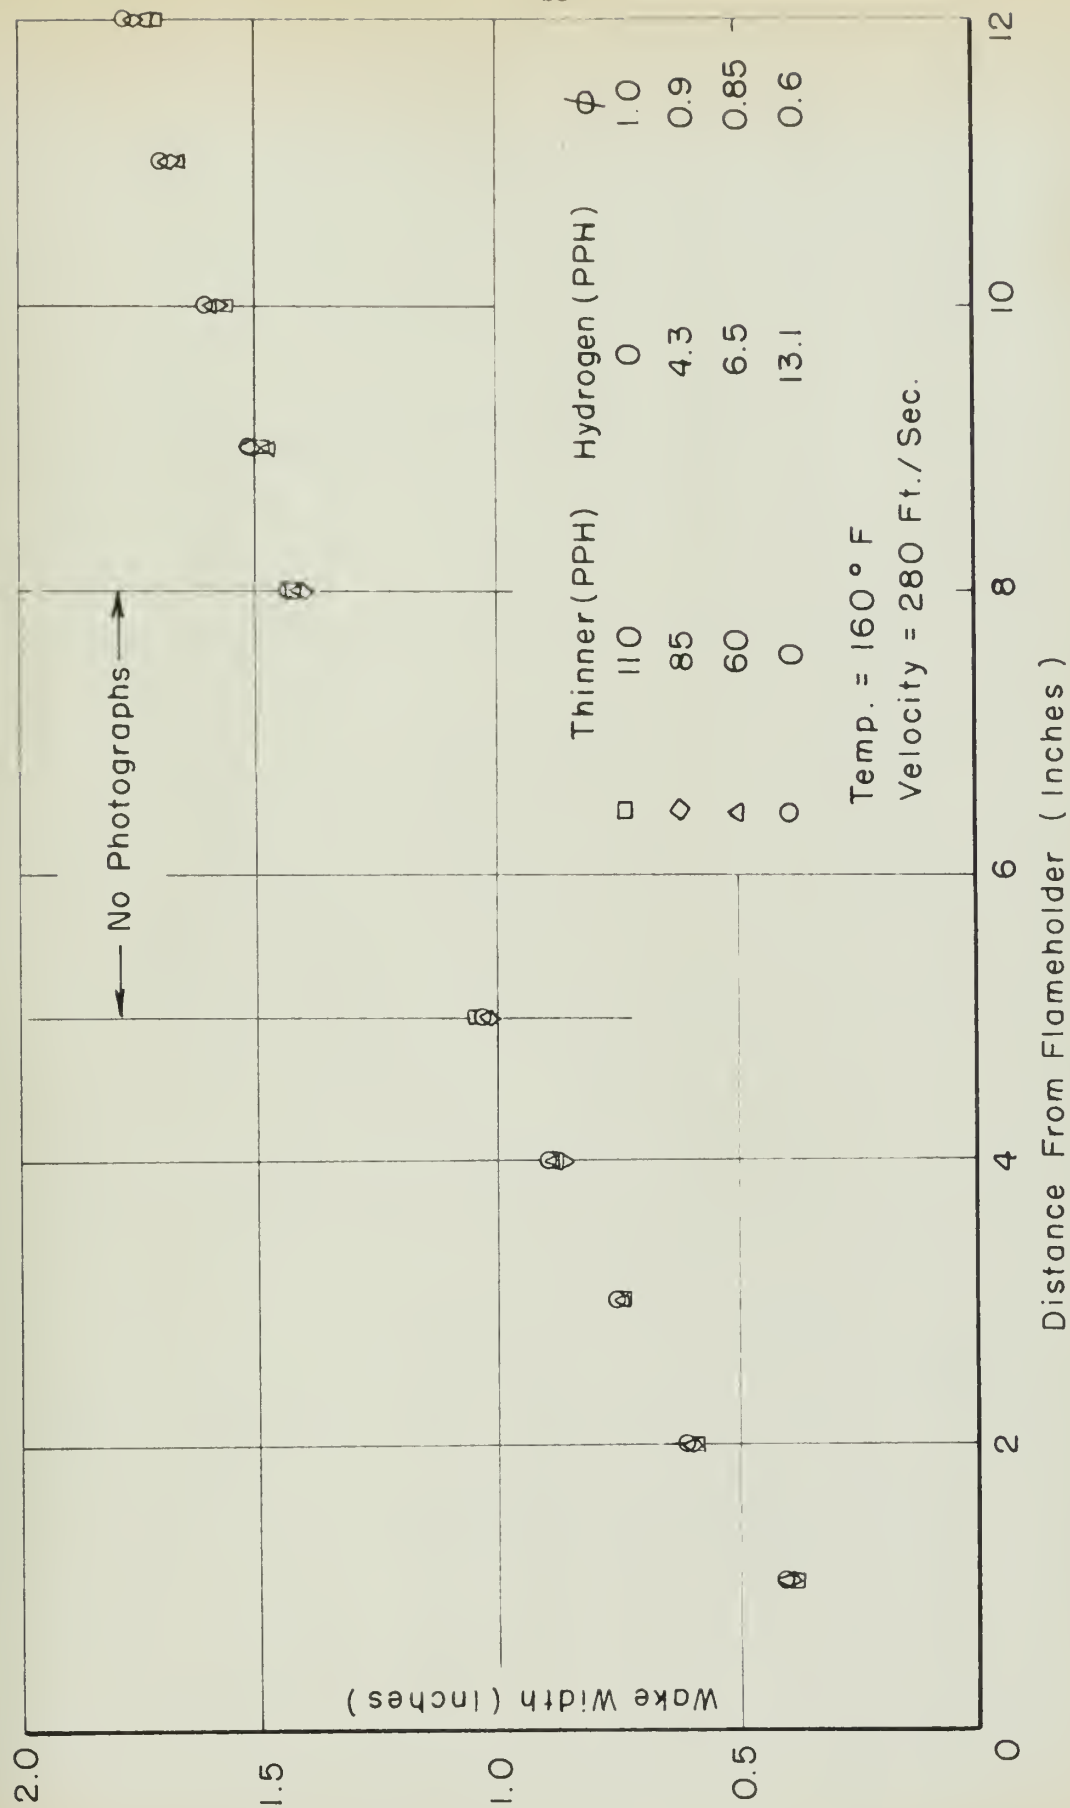 2.0
1.5
1.0
0.5
Wake Width (Inches)
No Photographs
Thinner (PPH) Hydrogen (PPH) ϕ
□ 110 0 1.0
◇ 85 4.3 0.9
△ 60 6.5 0.85
○ 0 13.1 0.6
Temp. = 160° F
Velocity = 280 Ft./Sec.
0 2 4 6 8 10 12
Distance From Flameholder (Inches)